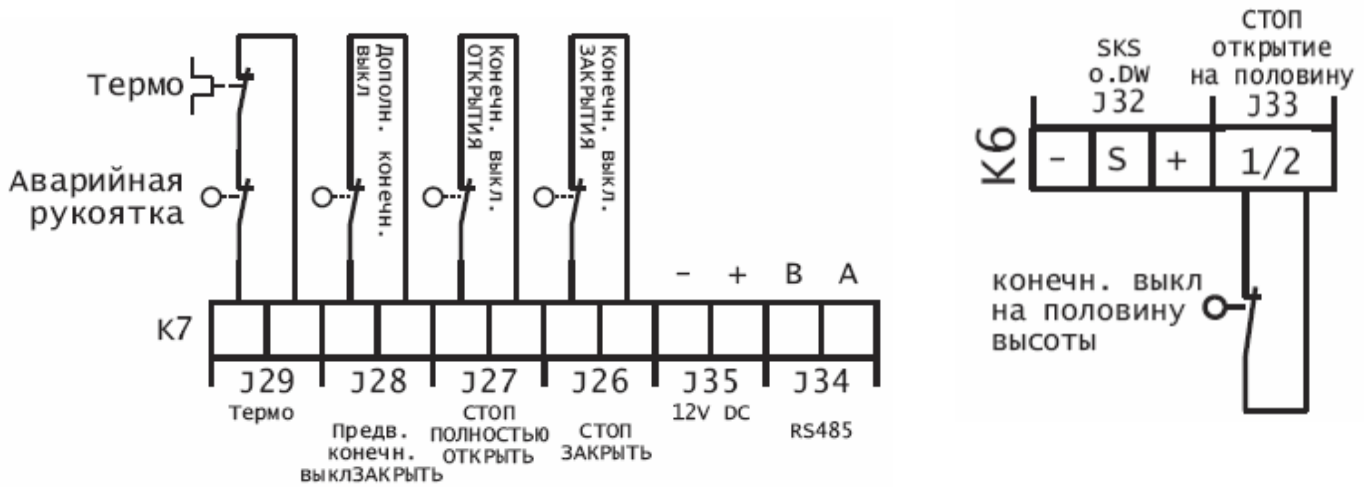 Термо
Аварийная
рукоятка
Дополн. конечн.
выкл
Конечн. выкл.
ОТКРЫТИЯ
Конечн. выкл.
ЗАКРЫТИЯ
- + B A
K7
J29 J28 J27 J26 J35 J34
Термо
Предв.
конечн.
выклЗАКРЫТЬ
СТОП
ПОЛНОСТЬЮ
ОТКРЫТЬ
СТОП
ЗАКРЫТЬ
12V DC
RS485
SKS
o.DW
J32
СТОП
открытие
на половину
J33
K6
- S + 1/2
конечн. выкл
на половину
высоты